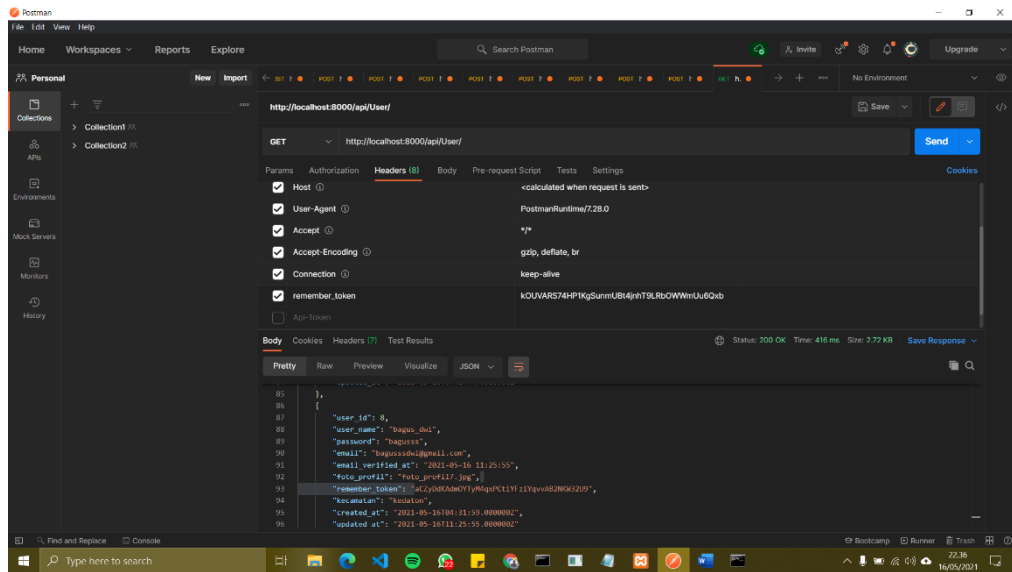 Postman
File Edit View Help
Home Workspaces Reports Explore
Search Postman
Invite
Upgrade
Personal
New Import
POST POST POST POST POST POST POST POST GET h.
No Environment
Collections
APIs
Environments
Mock Servers
Monitors
History
Collection1
Collection2
http://localhost:8000/api/User/
Save
GET http://localhost:8000/api/User/
Send
Params Authorization Headers (8) Body Pre-request Script Tests Settings
Cookies
Host <calculated when request is sent>
User-Agent PostmanRuntime/7.28.0
Accept */*
Accept-Encoding gzip, deflate, br
Connection keep-alive
remember_token kOUVARS74HP1KgSunmUBt4jnhT9LRbOWWmUu6Qxb
Api-Token
Body Cookies Headers (7) Test Results
Status: 200 OK Time: 416 ms Size: 2.72 KB Save Response
Pretty Raw Preview Visualize JSON
85 },
86 {
87 "user_id": 8,
88 "user_name": "bagus_dwi",
89 "password": "bagusss",
90 "email": "bagusssdwi@gmail.com",
91 "email_verified_at": "2021-05-16 11:25:55",
92 "foto_profil": "foto_profil7.jpg",
93 "remember_token": "aCZyDdKAdmOYTyM4qxPCtiYFziYqvvAB2NKW32U9",
94 "kecamatan": "kedaton",
95 "created_at": "2021-05-16T04:31:59.000000Z"
96 "updated_at": "2021-05-16T11:25:55.000000Z"
Find and Replace Console
Bootcamp Runner Trash
Type here to search
22
22.36
16/05/2021